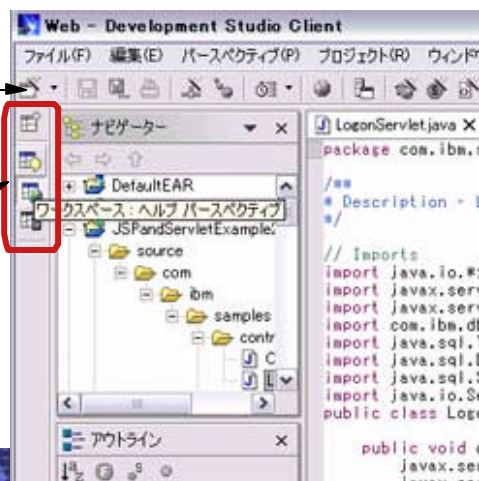 Web - Development Studio Client
ファイル(F) 編集(E) パースペクティブ(P) プロジェクト(R) ウィンド
ナビゲーター
LogonServlet.java
DefaultEAR
ワークスペース : ヘルプ パースペクティブ
JSPandServletExample
source
com
ibm
samples
contr
C
L
アウトライン
package com.ibm.s
/**
* Description -
*/
// Imports
import java.io.*
import javax.serv
import javax.serv
import com.ibm.db
import java.sql.
import java.sql.D
import java.sql.S
import java.io.Se
public class Logo
public void
javax.ser